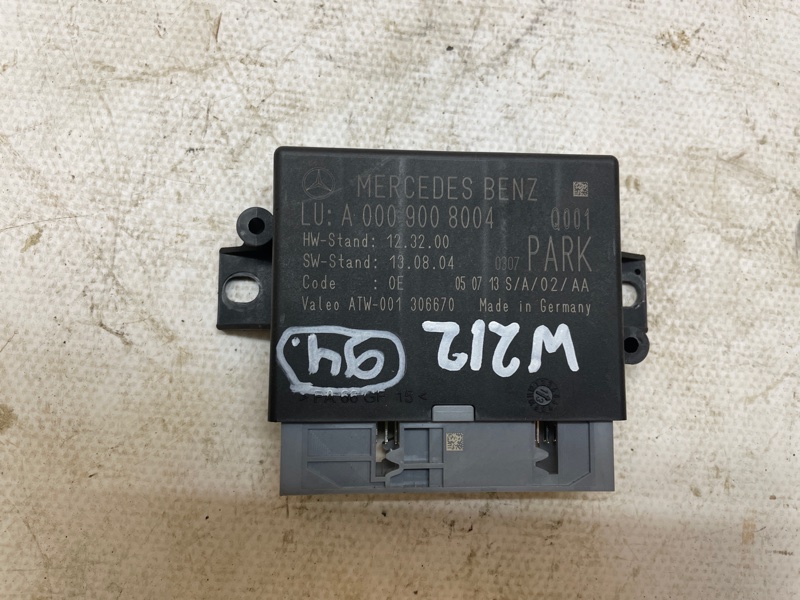 MERCEDES BENZ
LU: A 000 900 8004 Q001
HW-Stand: 12.32.00
SW-Stand: 13.08.04 0307 PARK
Code : 0E 05 07 13 S/A/02/AA
Valeo ATW-001 306670 Made in Germany
94. W212
15 <